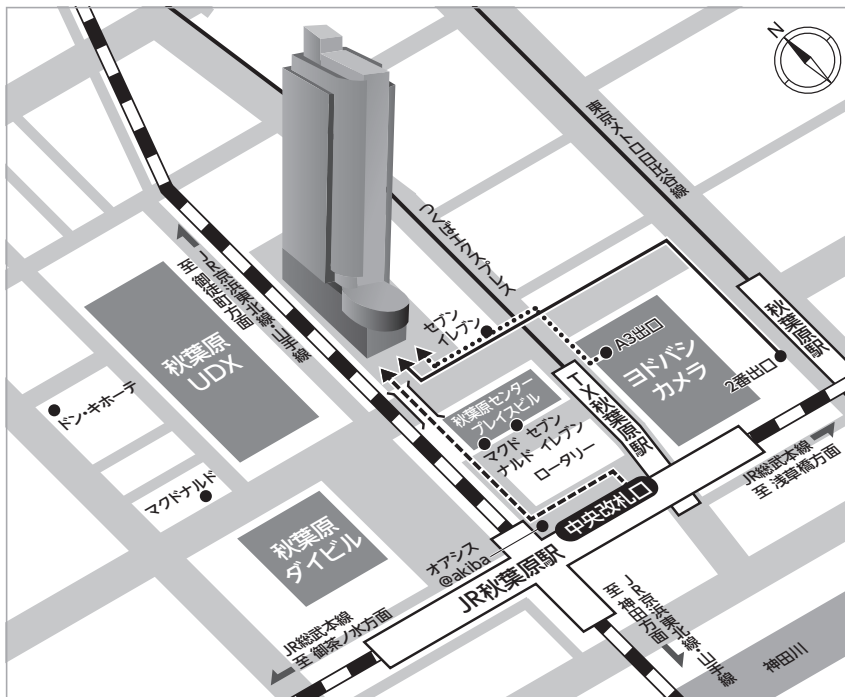 N
東京メトロ日比谷線
つくばエクスプレス
JR京浜東北線・山手線
至 御徒町方面
セブン
イレブン
A3出口
秋葉原駅
秋葉原
UDX
ヨドバシ
カメラ
2番出口
TX秋葉原駅
ドン・キホーテ
秋葉原センター
プレイスビル
マクド
ナルド
セブン
イレブン
ロータリー
マクドナルド
JR総武本線
至 浅草橋方面
中央改札口
秋葉原
ダイビル
オアシス
@akiba
JR秋葉原駅
JR総武本線
至 御茶ノ水方面
JR京浜東北線・山手線
至 神田方面
神田川